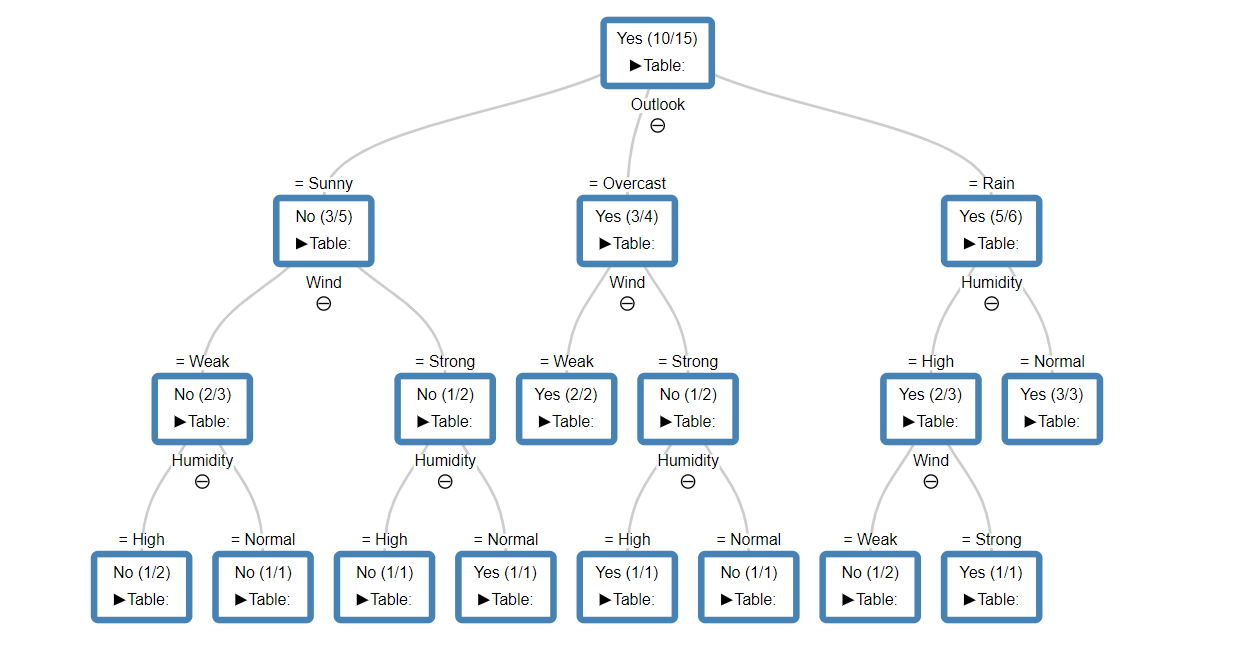 Yes (10/15)
▶Table:
Outlook
⊖
= Sunny
= Overcast
= Rain
No (3/5)
▶Table:
Yes (3/4)
▶Table:
Yes (5/6)
▶Table:
Wind
⊖
Wind
⊖
Humidity
⊖
= Weak
= Strong
= Weak
= Strong
= High
= Normal
No (2/3)
▶Table:
No (1/2)
▶Table:
Yes (2/2)
▶Table:
No (1/2)
▶Table:
Yes (2/3)
▶Table:
Yes (3/3)
▶Table:
Humidity
⊖
Humidity
⊖
Humidity
⊖
Wind
⊖
= High
= Normal
= High
= Normal
= High
= Normal
= Weak
= Strong
No (1/2)
▶Table:
No (1/1)
▶Table:
No (1/1)
▶Table:
Yes (1/1)
▶Table:
Yes (1/1)
▶Table:
No (1/1)
▶Table:
No (1/2)
▶Table:
Yes (1/1)
▶Table: